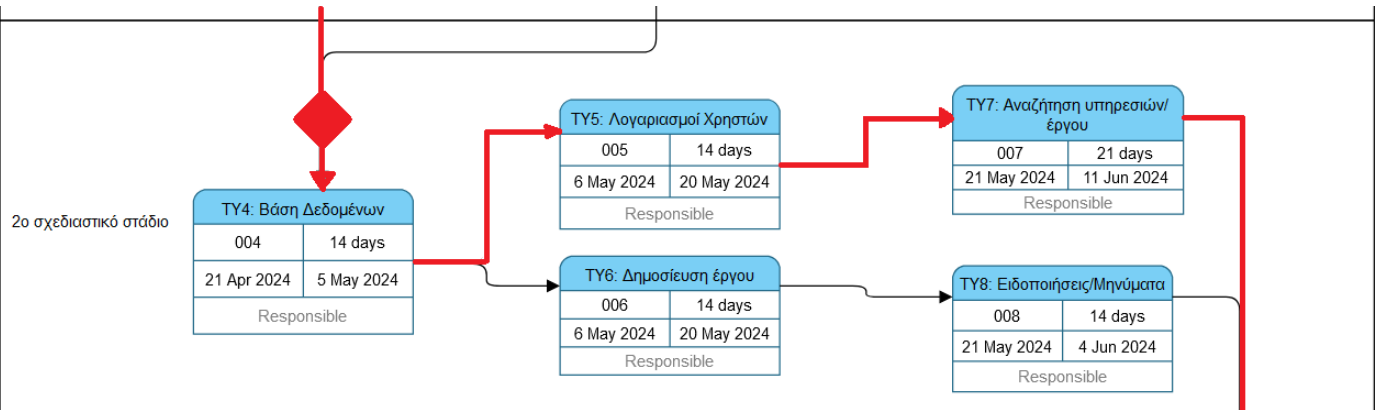 2ο σχεδιαστικό στάδιο
ΤΥ4: Βάση Δεδομένων
004 14 days
21 Apr 2024 5 May 2024
Responsible
ΤΥ5: Λογαριασμοί Χρηστών
005 14 days
6 May 2024 20 May 2024
Responsible
ΤΥ6: Δημοσίευση έργου
006 14 days
6 May 2024 20 May 2024
Responsible
ΤΥ7: Αναζήτηση υπηρεσιών/
έργου
007 21 days
21 May 2024 11 Jun 2024
Responsible
ΤΥ8: Ειδοποιήσεις/Μηνύματα
008 14 days
21 May 2024 4 Jun 2024
Responsible